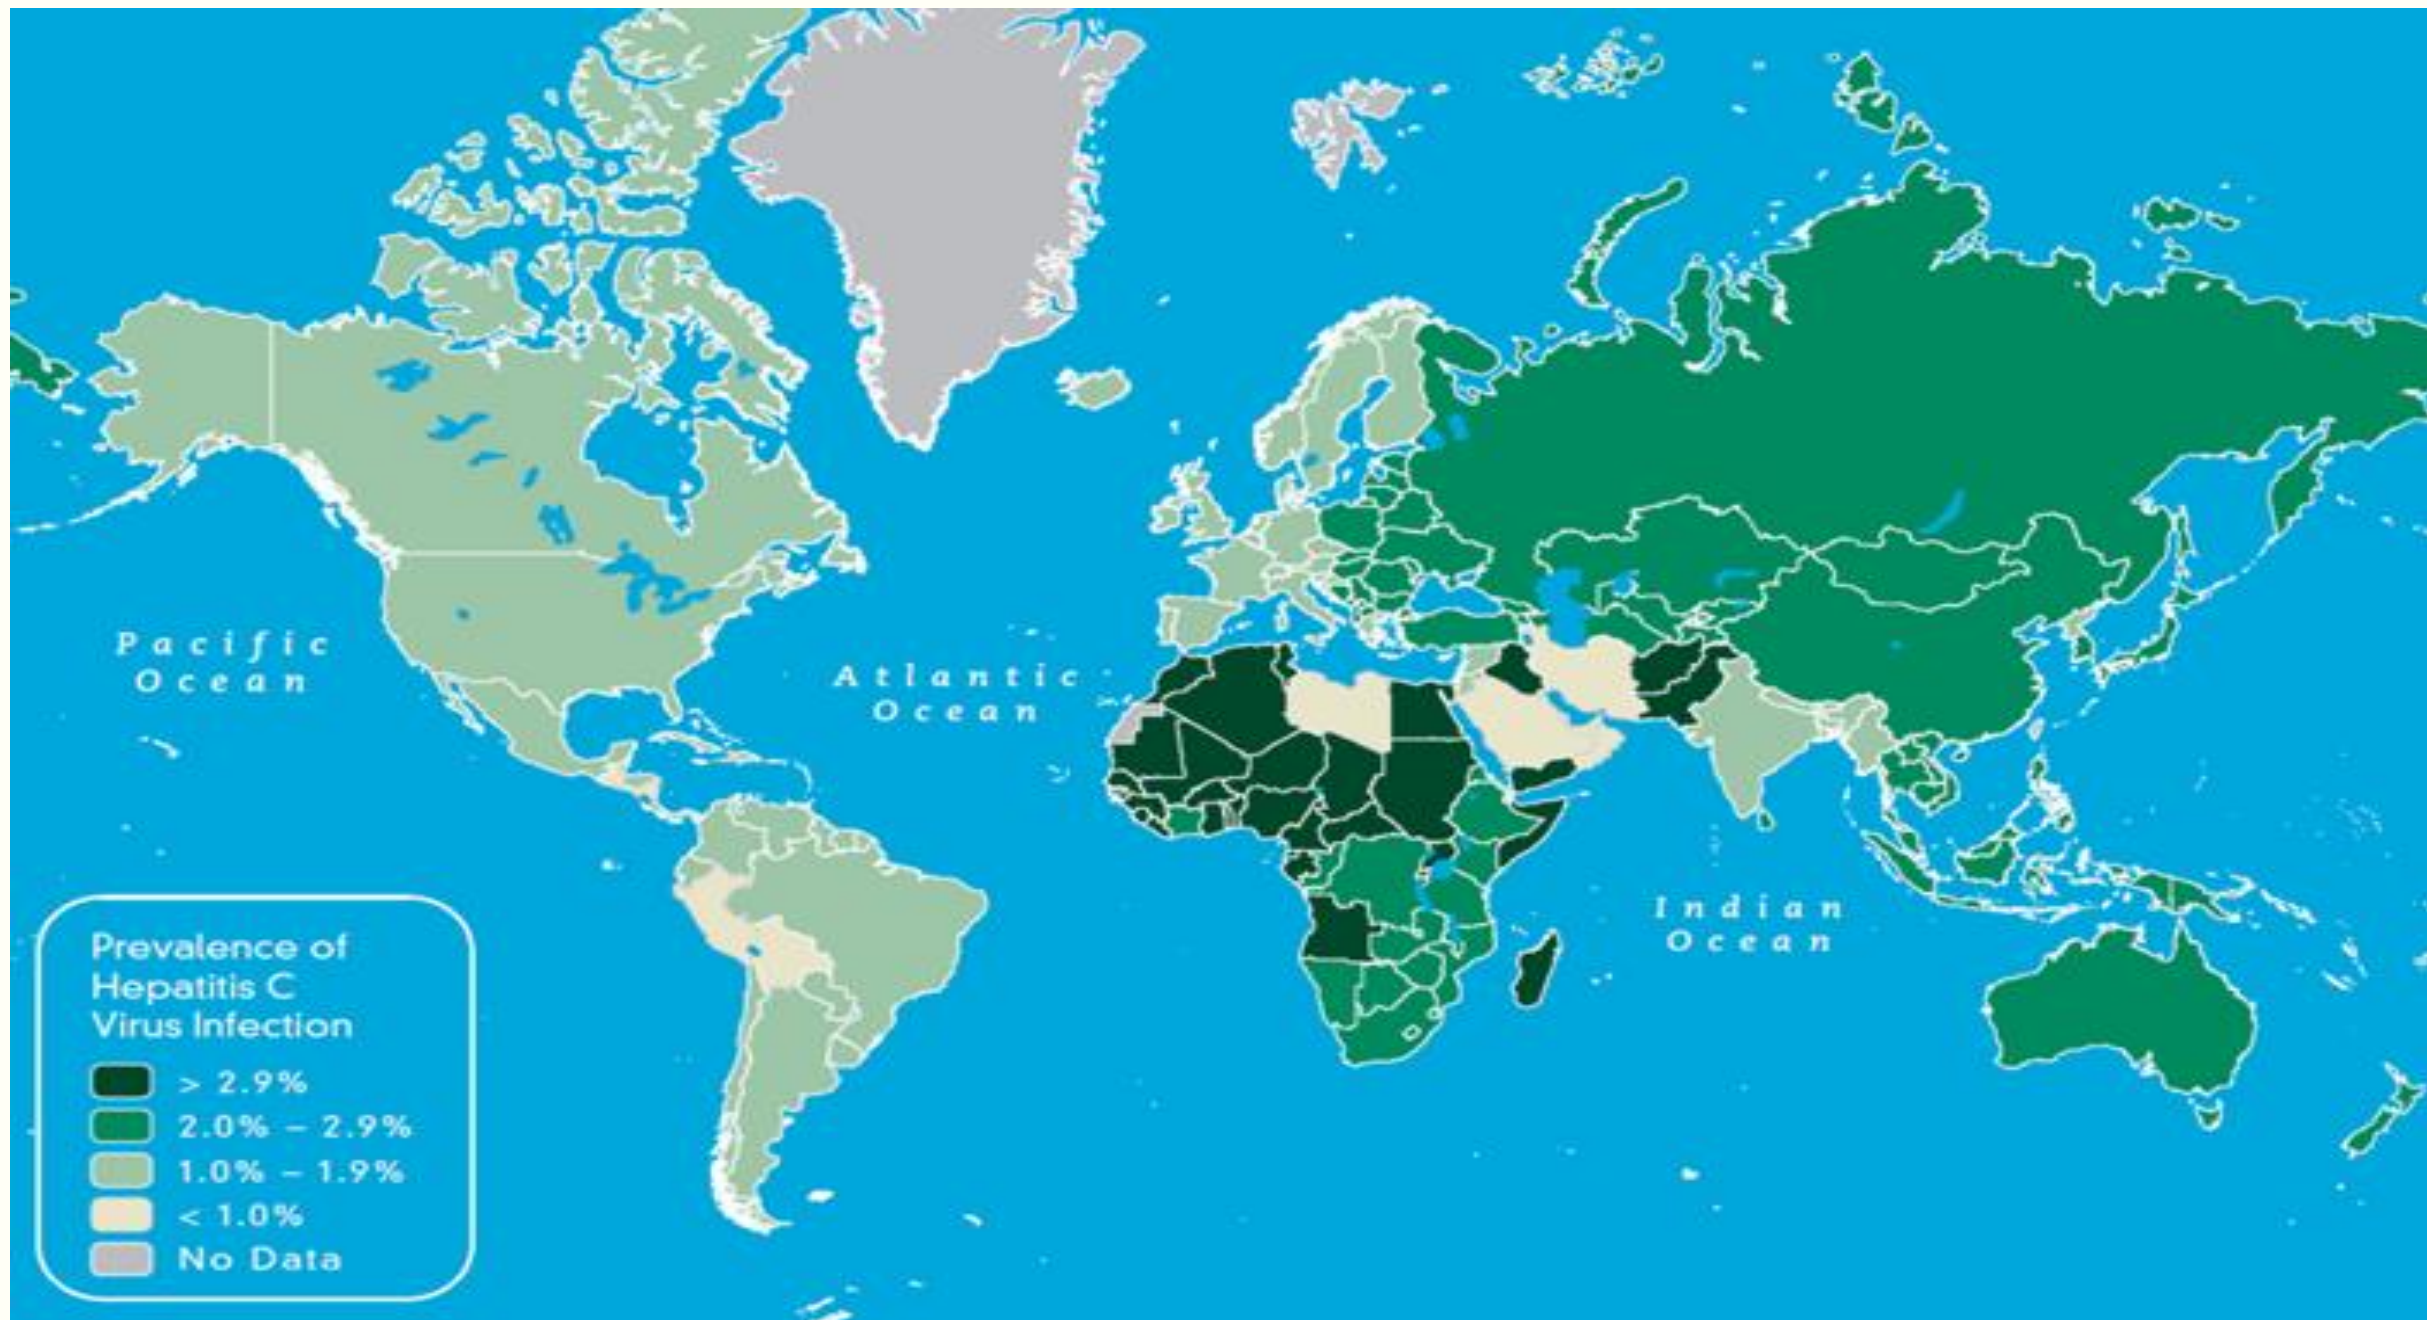 Pacific
Ocean
Atlantic
Ocean
Indian
Ocean
Prevalence of
Hepatitis C
Virus Infection
> 2.9%
2.0% – 2.9%
1.0% – 1.9%
< 1.0%
No Data